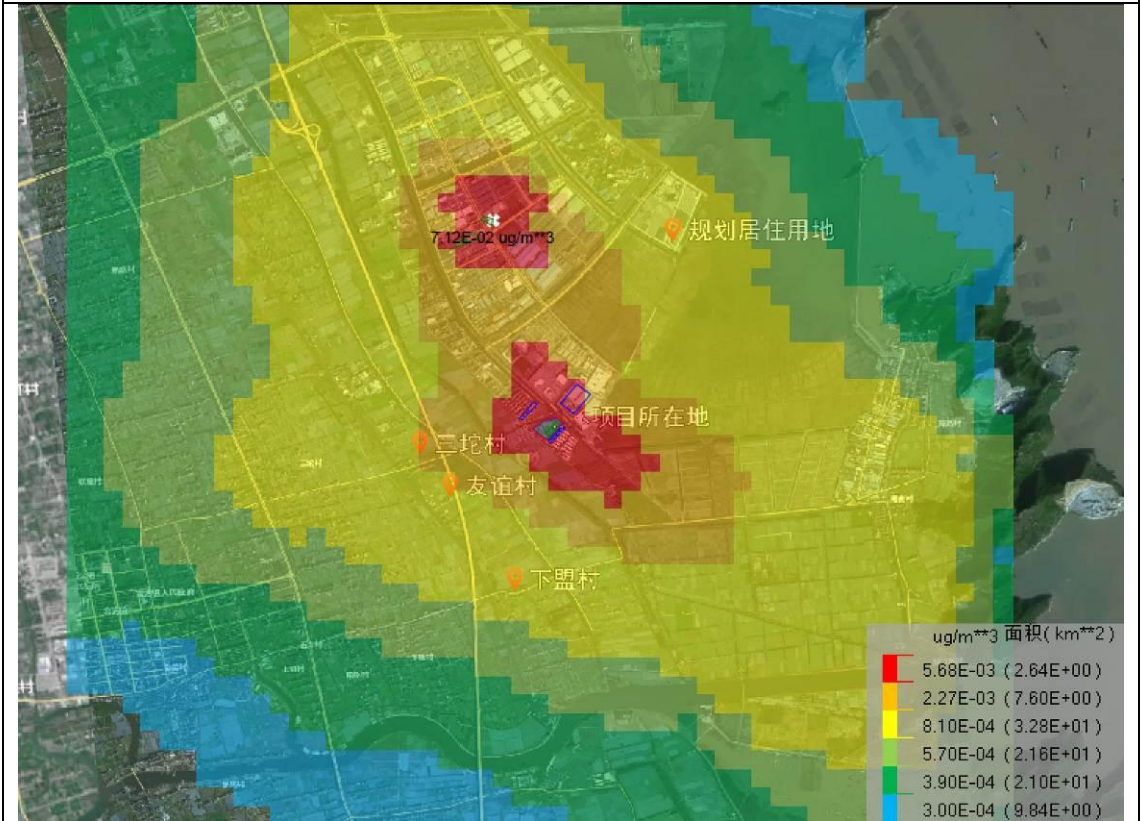 7.12E-02 ug/m**3
规划居住用地
项目所在地
三坨村
友谊村
下盟村
ug/m**3 面积(km**2)
5.68E-03 (2.64E+00)
2.27E-03 (7.60E+00)
8.10E-04 (3.28E+01)
5.70E-04 (2.16E+01)
3.90E-04 (2.10E+01)
3.00E-04 (9.84E+00)